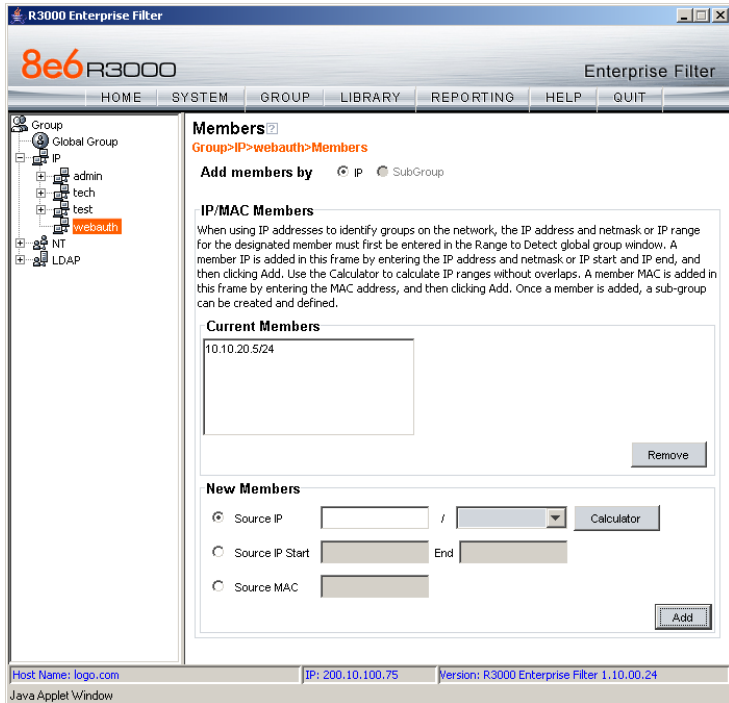 R3000 Enterprise Filter
8e6 R3000
Enterprise Filter
HOME SYSTEM GROUP LIBRARY REPORTING HELP QUIT
Group
Global Group
IP
admin
tech
test
webauth
NT
LDAP
Members?
Group>IP>webauth>Members
Add members by IP SubGroup
IP/MAC Members
When using IP addresses to identify groups on the network, the IP address and netmask or IP range
for the designated member must first be entered in the Range to Detect global group window. A
member IP is added in this frame by entering the IP address and netmask or IP start and IP end, and
then clicking Add. Use the Calculator to calculate IP ranges without overlaps. A member MAC is added in
this frame by entering the MAC address, and then clicking Add. Once a member is added, a sub-group
can be created and defined.
Current Members
10.10.20.5/24
Remove
New Members
Source IP / Calculator
Source IP Start End
Source MAC
Add
Host Name: logo.com IP: 200.10.100.75 Version: R3000 Enterprise Filter 1.10.00.24
Java Applet Window